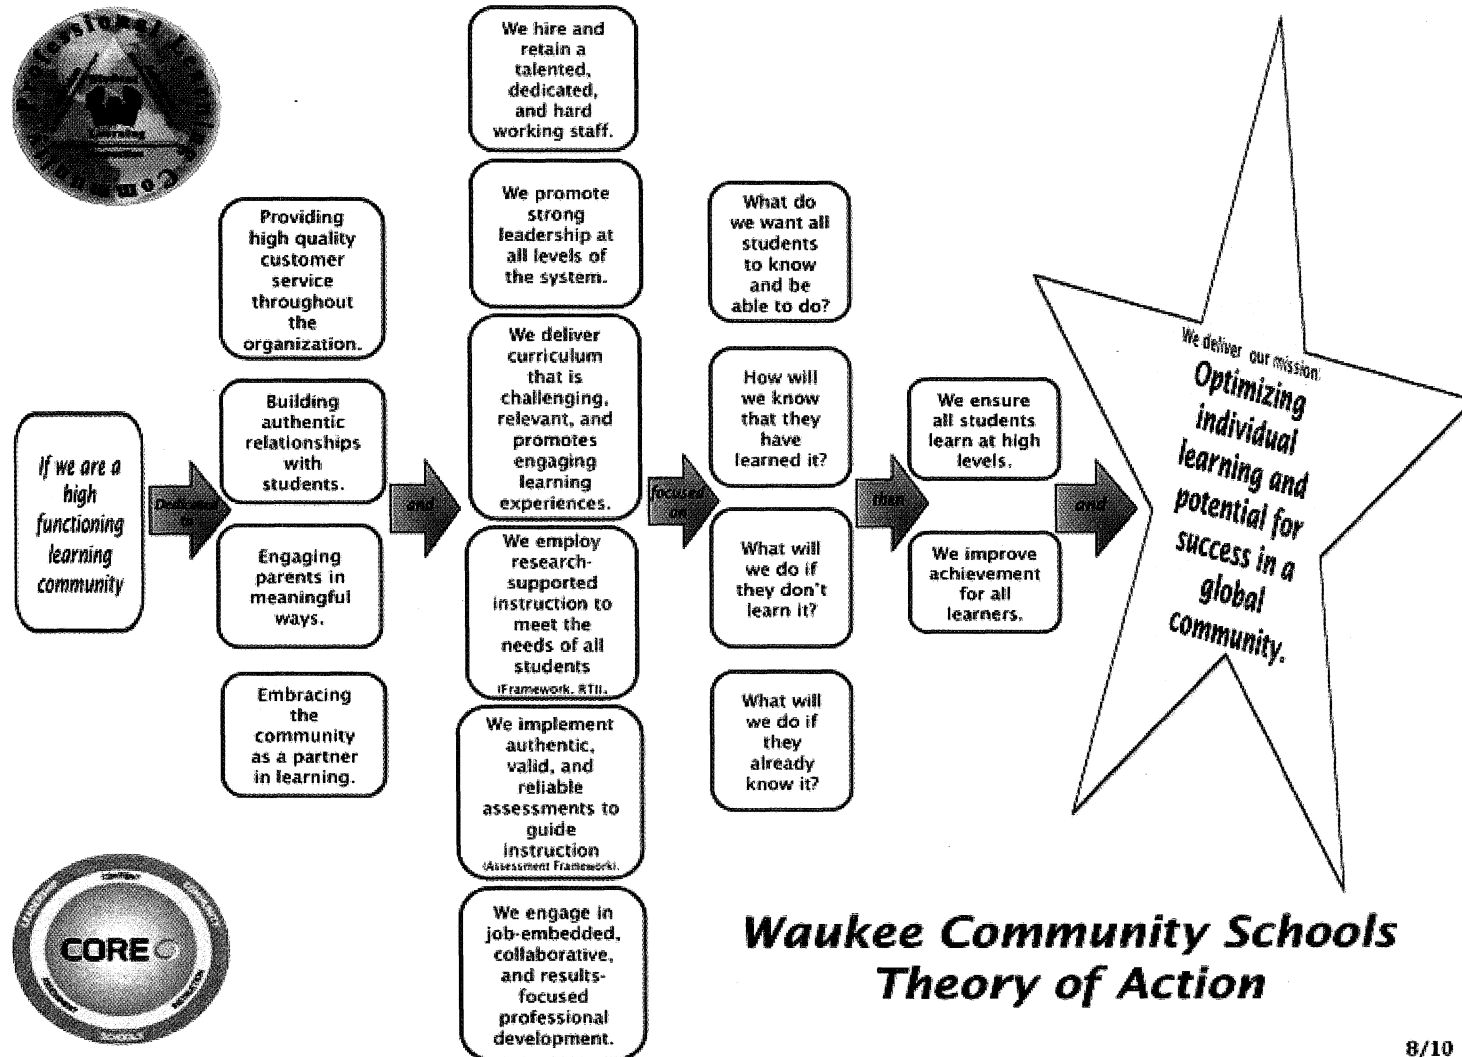 Professional Learning Community
Learning
If we are a
high
functioning
learning
community
Dedicated
to
Providing
high quality
customer
service
throughout
the
organization.
Building
authentic
relationships
with
students.
Engaging
parents in
meaningful
ways.
Embracing
the
community
as a partner
in learning.
and
We hire and
retain a
talented,
dedicated,
and hard
working staff.
We promote
strong
leadership at
all levels of
the system.
We deliver
curriculum
that is
challenging,
relevant, and
promotes
engaging
learning
experiences.
We employ
research-
supported
instruction to
meet the
needs of all
students
(Framework, RTI).
We implement
authentic,
valid, and
reliable
assessments to
guide
instruction
(Assessment Framework).
We engage in
job-embedded,
collaborative,
and results-
focused
professional
development.
focused
on
What do
we want all
students
to know
and be
able to do?
How will
we know
that they
have
learned it?
What will
we do if
they don't
learn it?
What will
we do if
they
already
know it?
then
We ensure
all students
learn at high
levels.
We improve
achievement
for all
learners.
and
We deliver our mission:
Optimizing
individual
learning and
potential for
success in a
global
community.
CONTENT
CORE
INSTRUCTION
ASSESSMENT
Waukee Community Schools
Theory of Action
8/10